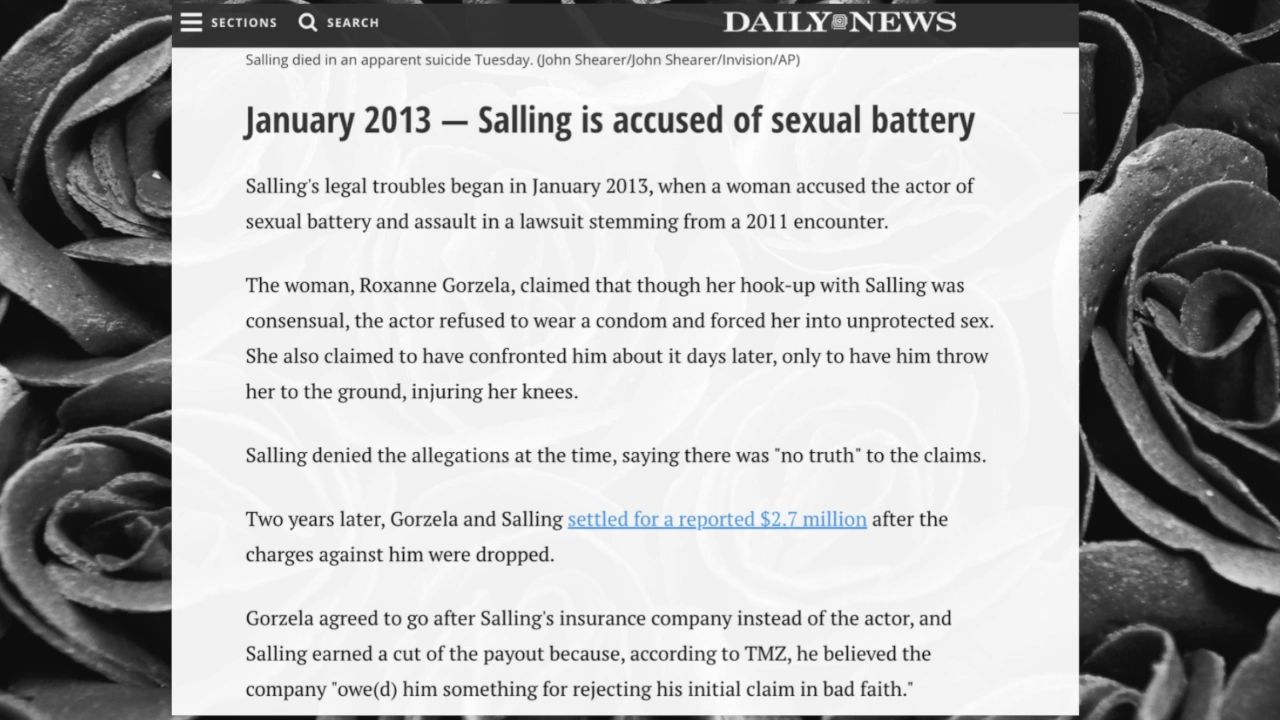 SECTIONS SEARCH DAILY NEWS
Salling died in an apparent suicide Tuesday. (John Shearer/John Shearer/Invision/AP)
January 2013 — Salling is accused of sexual battery
Salling's legal troubles began in January 2013, when a woman accused the actor of
sexual battery and assault in a lawsuit stemming from a 2011 encounter.
The woman, Roxanne Gorzela, claimed that though her hook-up with Salling was
consensual, the actor refused to wear a condom and forced her into unprotected sex.
She also claimed to have confronted him about it days later, only to have him throw
her to the ground, injuring her knees.
Salling denied the allegations at the time, saying there was "no truth" to the claims.
Two years later, Gorzela and Salling settled for a reported $2.7 million after the
charges against him were dropped.
Gorzela agreed to go after Salling's insurance company instead of the actor, and
Salling earned a cut of the payout because, according to TMZ, he believed the
company "owe(d) him something for rejecting his initial claim in bad faith."